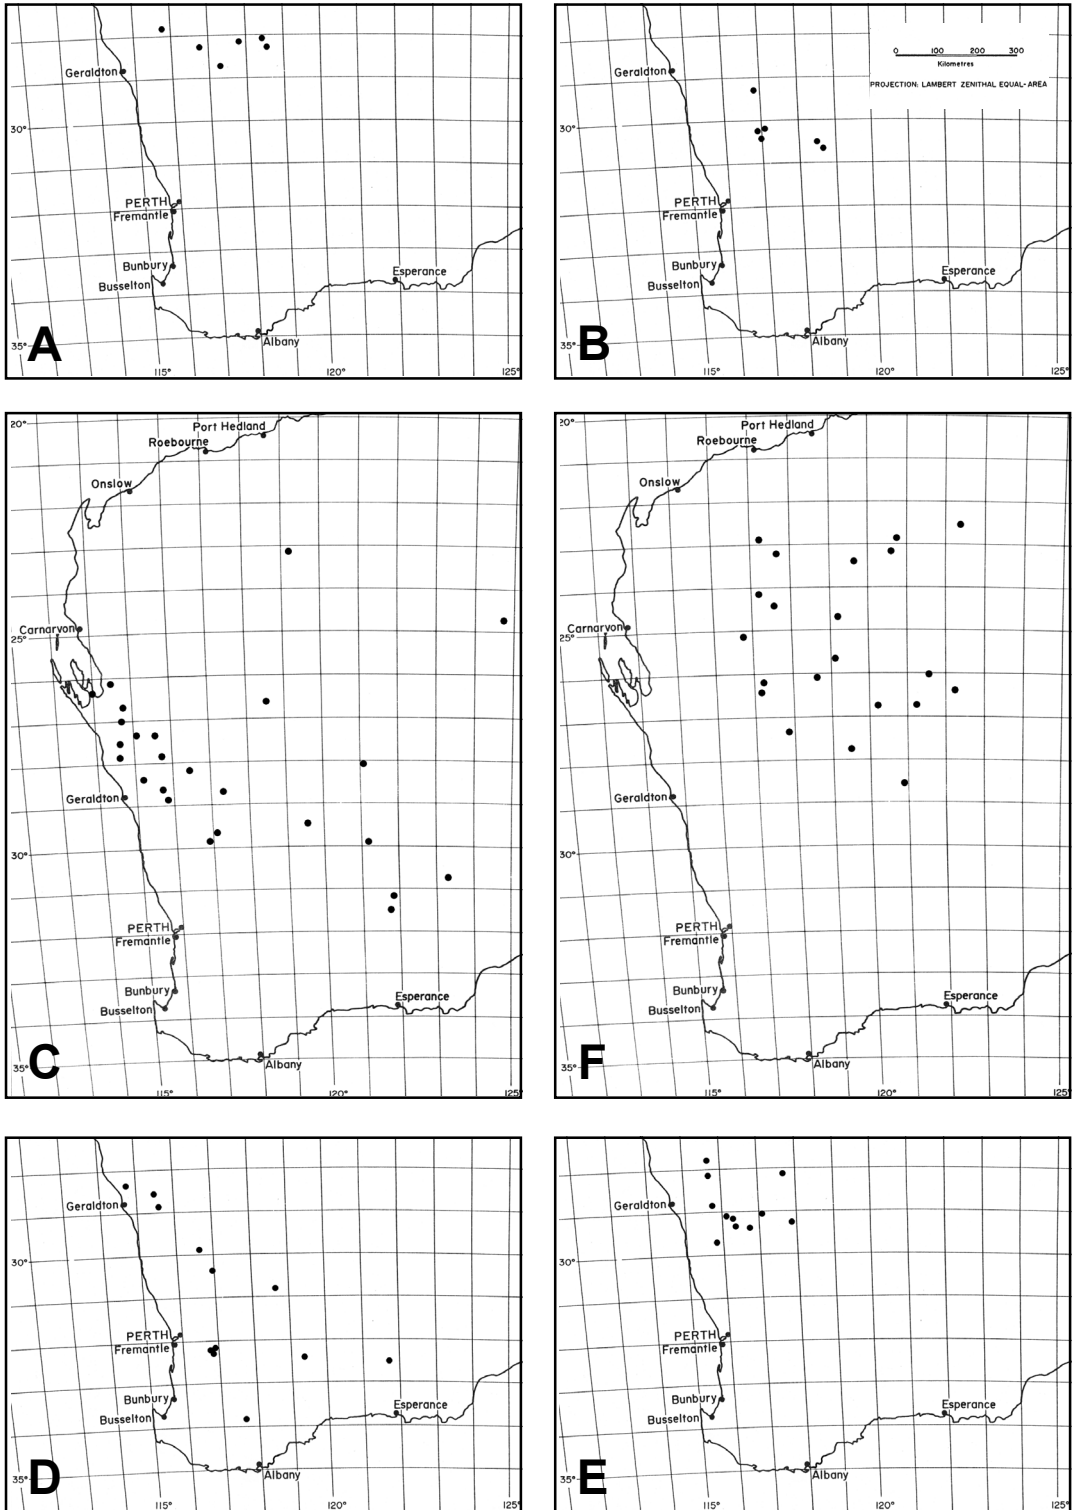 Geraldton
30°
PERTH
Fremantle
Bunbury
Busselton
Esperance
Albany
35°
A
115°
120°
125°
0 100 200 300
Kilometres
PROJECTION: LAMBERT ZENITHAL EQUAL-AREA
Geraldton
30°
PERTH
Fremantle
Bunbury
Busselton
Esperance
Albany
35°
B
115°
120°
125°
20°
Port Hedland
Roebourne
Onslow
Carnarvon
25°
Geraldton
30°
PERTH
Fremantle
Bunbury
Busselton
Esperance
Albany
35°
C
115°
120°
125°
20°
Port Hedland
Roebourne
Onslow
Carnarvon
25°
Geraldton
30°
PERTH
Fremantle
Bunbury
Busselton
Esperance
Albany
35°
F
115°
120°
125°
Geraldton
30°
PERTH
Fremantle
Bunbury
Busselton
Esperance
Albany
35°
D
115°
120°
125°
Geraldton
30°
PERTH
Fremantle
Bunbury
Busselton
Esperance
Albany
35°
E
115°
120°
125°